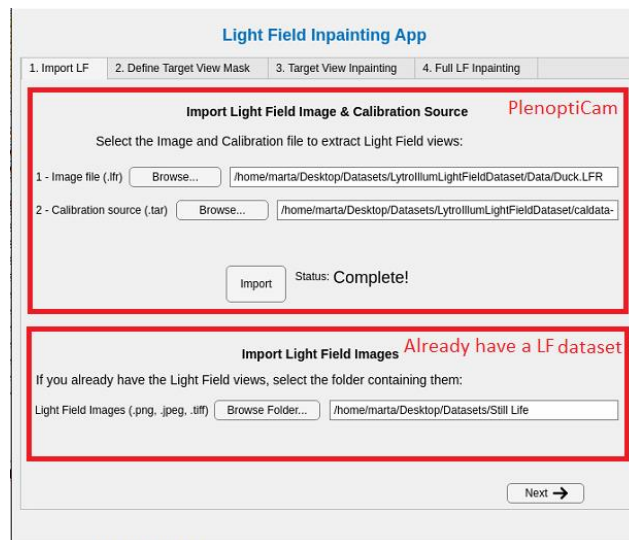 Light Field Inpainting App
1. Import LF 2. Define Target View Mask 3. Target View Inpainting 4. Full LF Inpainting
Import Light Field Image & Calibration Source PlenoptiCam
Select the Image and Calibration file to extract Light Field views:
1 - Image file (.lfr) Browse... /home/marta/Desktop/Datasets/LytroIllumLightFieldDataset/Data/Duck.LFR
2 - Calibration source (.tar) Browse... /home/marta/Desktop/Datasets/LytroIllumLightFieldDataset/caldata-
Import Status: Complete!
Import Light Field Images Already have a LF dataset
If you already have the Light Field views, select the folder containing them:
Light Field Images (.png, .jpeg, .tiff) Browse Folder... /home/marta/Desktop/Datasets/Still Life
Next